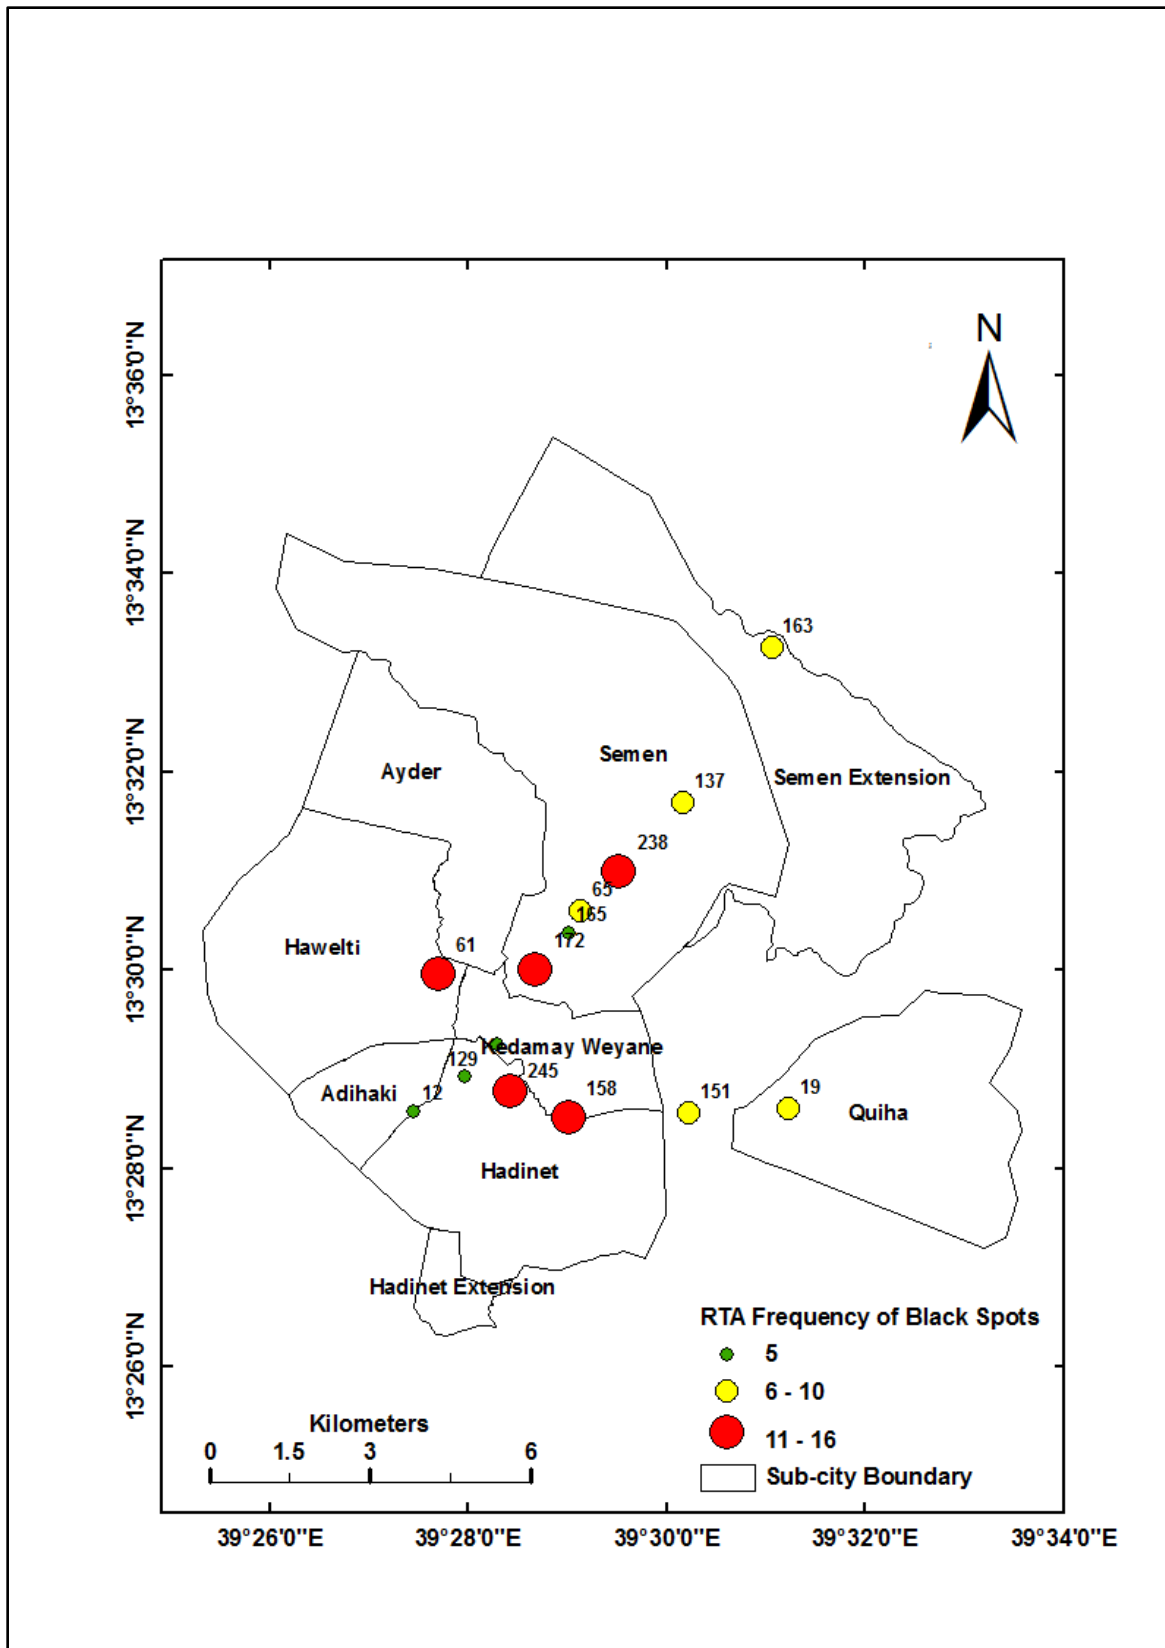 N
13°36'0"N
13°34'0"N
13°32'0"N
13°30'0"N
13°28'0"N
13°26'0"N
163
Semen
Ayder
137
Semen Extension
238
65
165
172
61
Hawelti
Kedamay Weyane
129
245
12
158
151
19
Adihaki
Quiha
Hadinet
Hadinet Extension
RTA Frequency of Black Spots
5
6 - 10
11 - 16
Sub-city Boundary
Kilometers
0 1.5 3 6
39°26'0"E 39°28'0"E 39°30'0"E 39°32'0"E 39°34'0"E